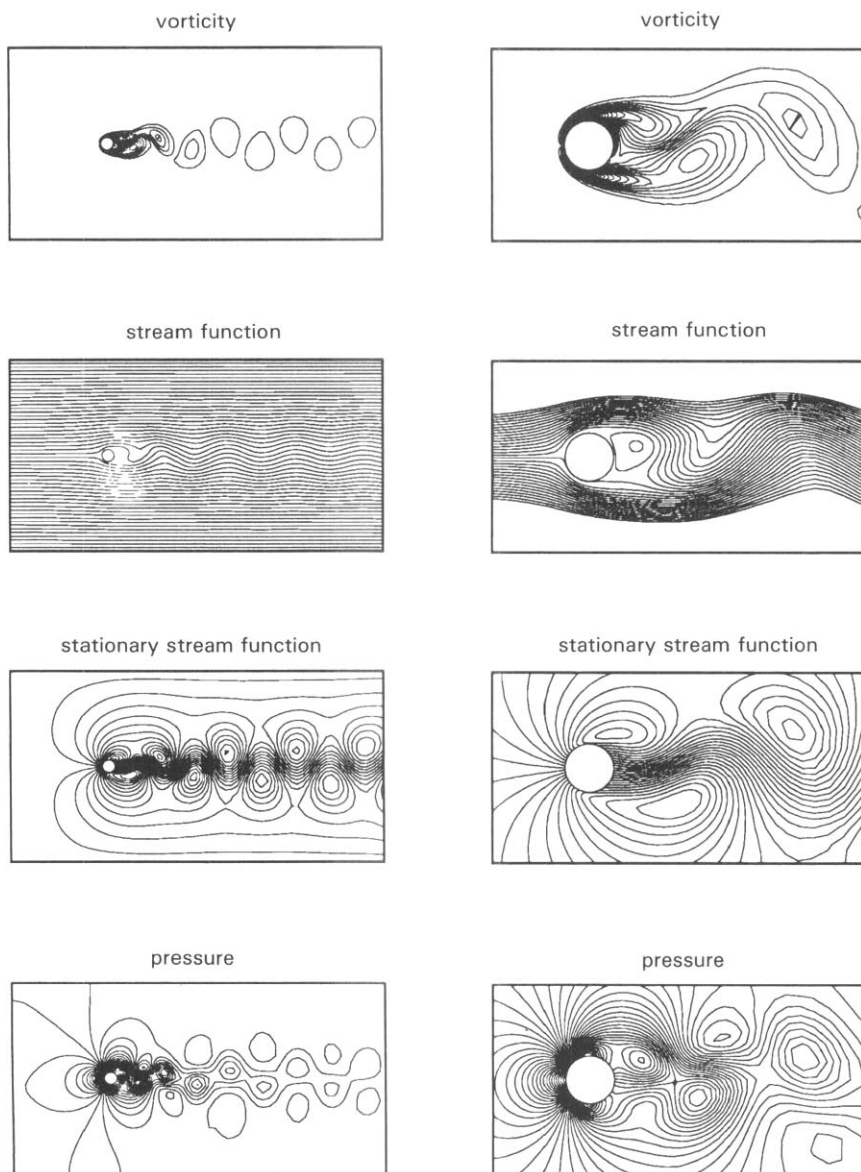 vorticity
vorticity
stream function
stream function
stationary stream function
stationary stream function
pressure
pressure